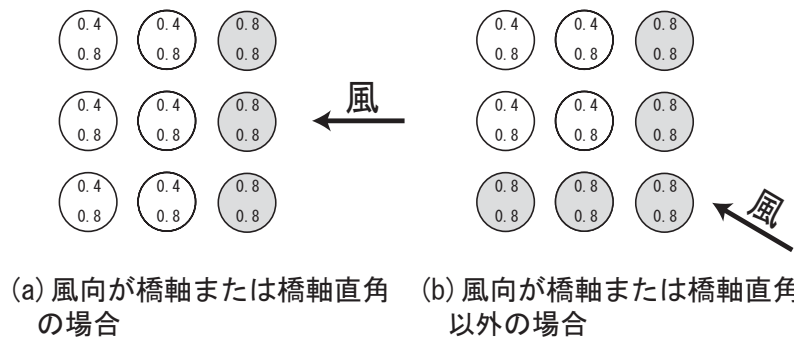 0.4 0.4 0.8 0.4 0.4 0.8
0.8 0.8 0.8 0.8 0.8 0.8
0.4 0.4 0.8 風 0.4 0.4 0.8
0.8 0.8 0.8 0.8 0.8 0.8
0.4 0.4 0.8 0.8 0.8 0.8 風
0.8 0.8 0.8 0.8 0.8 0.8
(a) 風向が橋軸または橋軸直角
の場合
(b) 風向が橋軸または橋軸直角
以外の場合